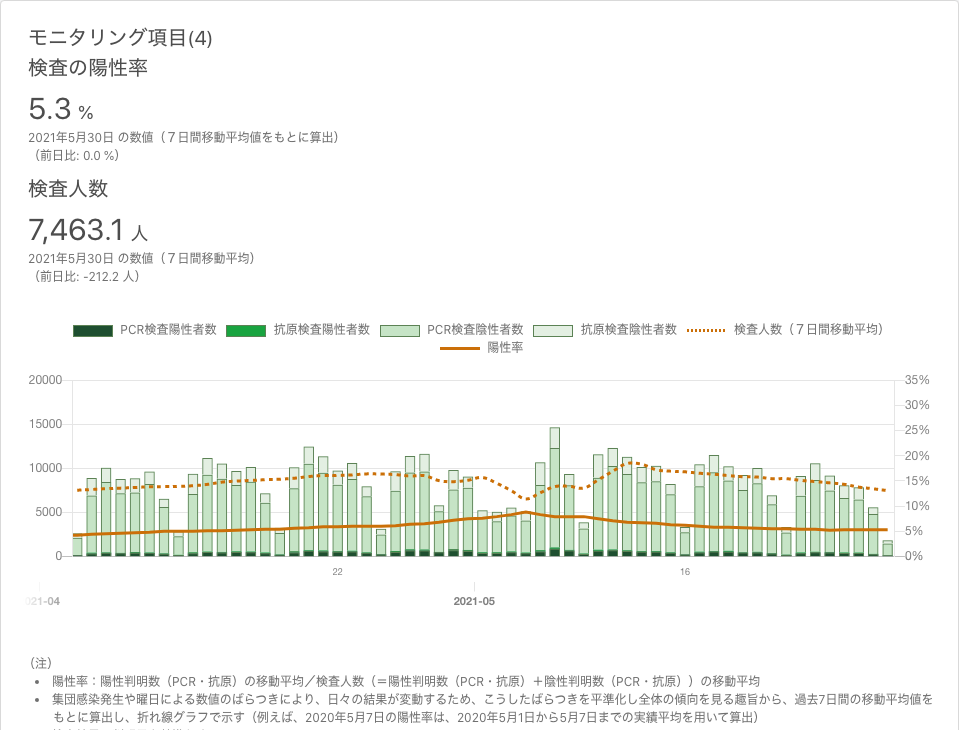 モニタリング項目(4)
検査の陽性率
5.3 %
2021年5月30日 の数値（７日間移動平均値をもとに算出）
（前日比: 0.0 %）
検査人数
7,463.1 人
2021年5月30日 の数値（７日間移動平均）
（前日比: -212.2 人）
PCR検査陽性者数 抗原検査陽性者数 PCR検査陰性者数 抗原検査陰性者数 検査人数（７日間移動平均）
陽性率
20000 35%
30%
15000 25%
20%
10000 15%
5000 10%
5%
0 0%
22 16
021-04 2021-05
（注）
• 陽性率：陽性判明数（PCR・抗原）の移動平均／検査人数（＝陽性判明数（PCR・抗原）＋陰性判明数（PCR・抗原））の移動平均
• 集団感染発生や曜日による数値のばらつきにより、日々の結果が変動するため、こうしたばらつきを平準化し全体の傾向を見る趣旨から、過去7日間の移動平均値を
もとに算出し、折れ線グラフで示す（例えば、2020年5月7日の陽性率は、2020年5月1日から5月7日までの実績平均を用いて算出）